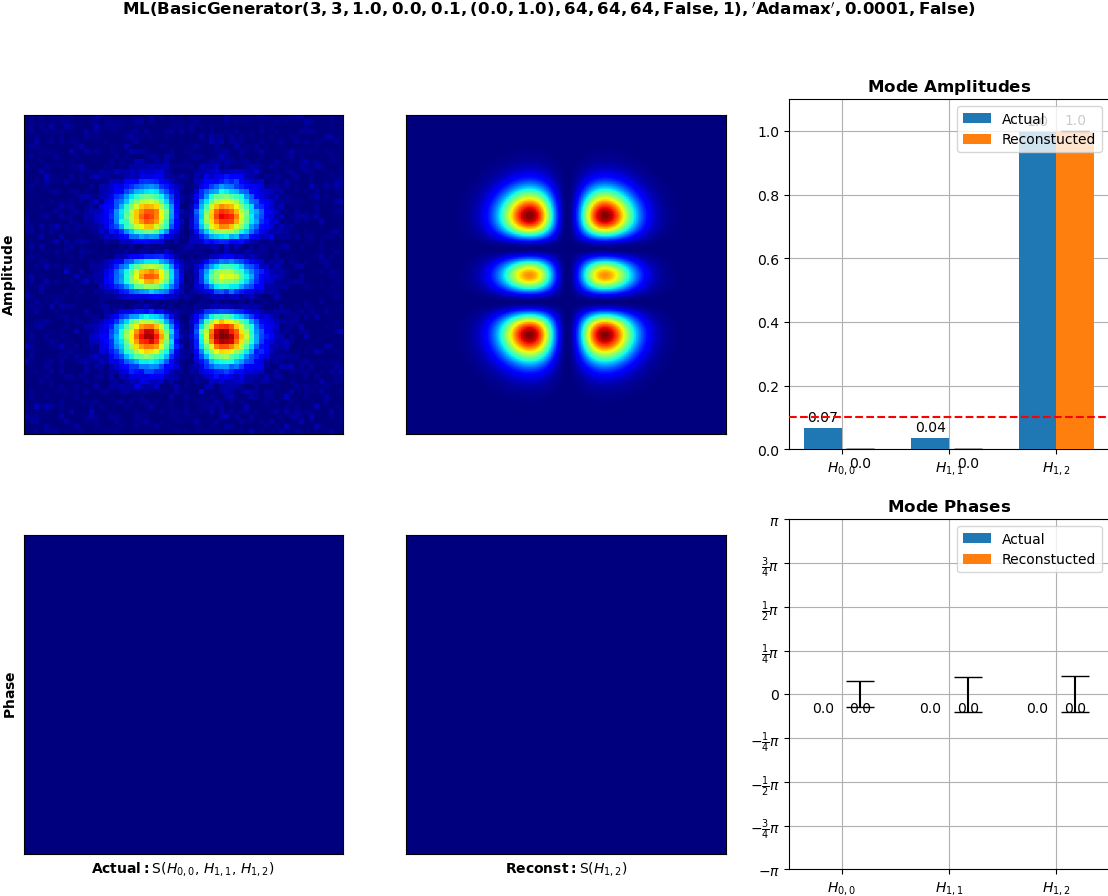 ML(BasicGenerator(3, 3, 1.0, 0.0, 0.1, (0.0, 1.0), 64, 64, 64, False, 1), 'Adamax', 0.0001, False)
Amplitude
Mode Amplitudes
Actual
Reconstucted
1.0
1.0
0.8
0.6
0.4
0.2
0.0
0.07
0.0
0.04
0.0
H0,0
H1,1
H1,2
Phase
Actual: S(H0,0, H1,1, H1,2)
Reconst: S(H1,2)
Mode Phases
Actual
Reconstucted
π
3/4π
1/2π
1/4π
0
−1/4π
−1/2π
−3/4π
−π
0.0
0.0
0.0
0.0
0.0
0.0
H0,0
H1,1
H1,2